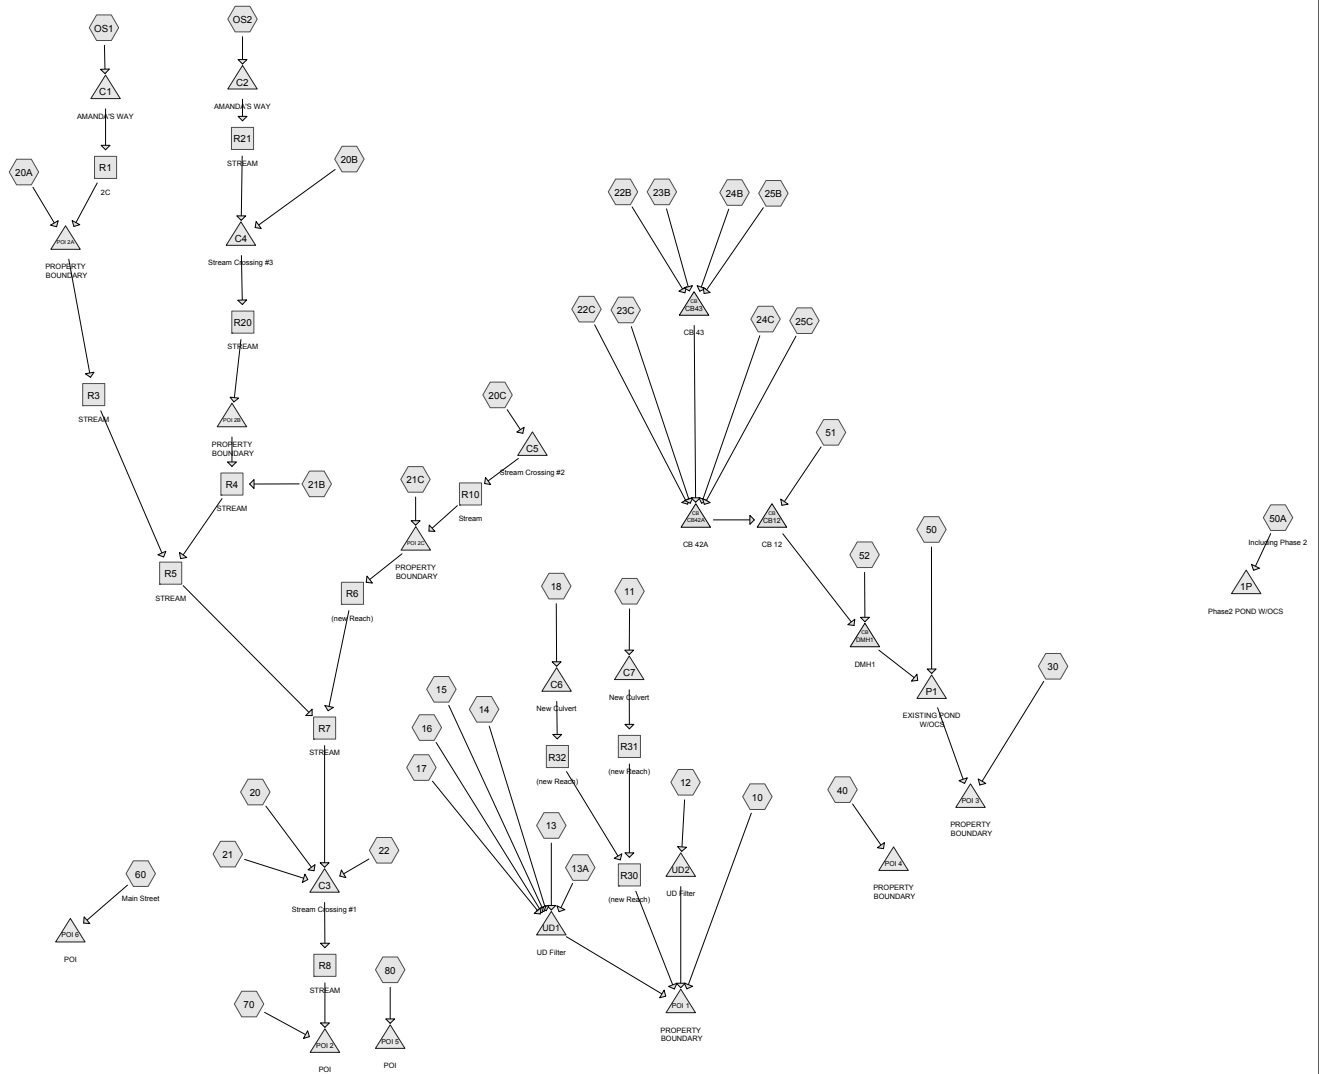 OS1
OS2
C1
AMANDA'S WAY
C2
AMANDA'S WAY
R21
STREAM
R1
2C
20A
20B
22B
23B
24B
25B
POI 2A
PROPERTY
BOUNDARY
C4
Stream Crossing #3
CB
CB43
CB 43
22C
23C
24C
25C
R20
STREAM
R3
STREAM
POI 2B
PROPERTY
BOUNDARY
20C
C5
Stream Crossing #2
51
R4
STREAM
21B
21C
R10
Stream
CB
CB42A
CB 42A
CB
CB12
CB 12
50
50A
Including Phase 2
POI 2C
PROPERTY
BOUNDARY
52
1P
Phase2 POND W/OCS
R5
STREAM
R6
(new Reach)
18
11
CB
DMH1
DMH1
C6
New Culvert
C7
New Culvert
30
P1
EXISTING POND
W/OCS
15
14
16
17
R7
STREAM
R32
(new Reach)
R31
(new Reach)
12
10
40
POI 3
PROPERTY
BOUNDARY
20
13
21
22
13A
R30
(new Reach)
UD2
UD Filter
POI 4
PROPERTY
BOUNDARY
60
Main Street
C3
Stream Crossing #1
UD1
UD Filter
POI 6
POI
R8
STREAM
80
70
POI 1
PROPERTY
BOUNDARY
POI 2
POI
POI 5
POI